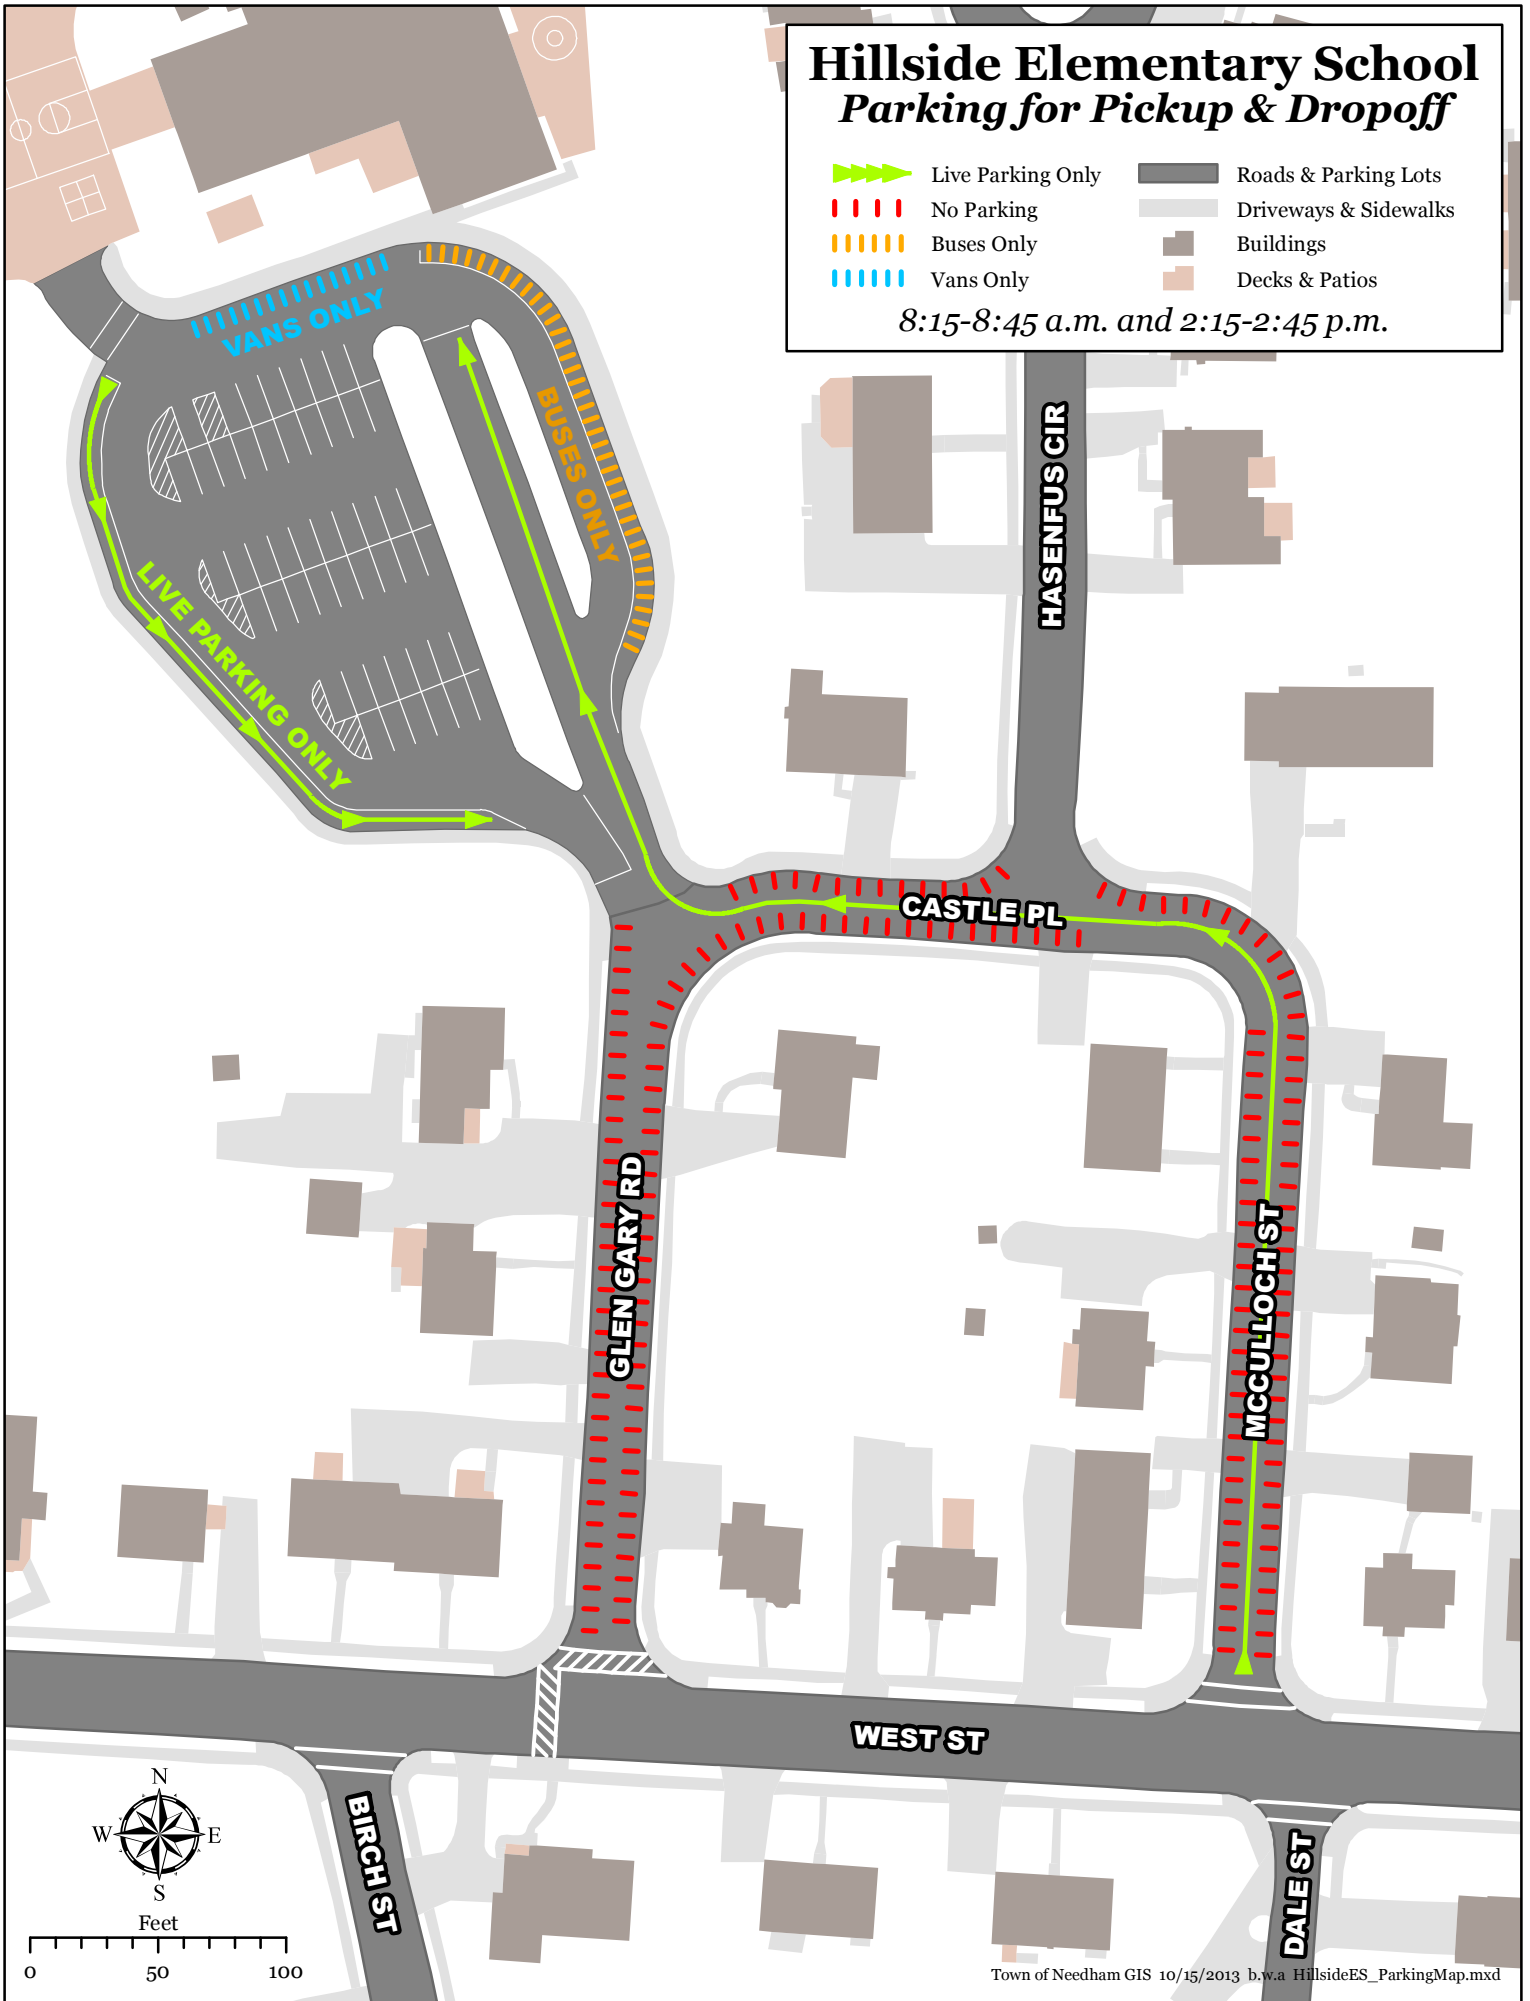 Hillside Elementary School
Parking for Pickup & Dropoff
Live Parking Only
No Parking
Buses Only
Vans Only
Roads & Parking Lots
Driveways & Sidewalks
Buildings
Decks & Patios
8:15-8:45 a.m. and 2:15-2:45 p.m.
VANS ONLY
BUSES ONLY
LIVE PARKING ONLY
HASENFUS CIR
CASTLE PL
GLEN GARY RD
MCCULLOCH ST
WEST ST
BIRCH ST
DALE ST
N
W E
S
Feet
0 50 100
Town of Needham GIS 10/15/2013 b.w.a HillsideES_ParkingMap.mxd